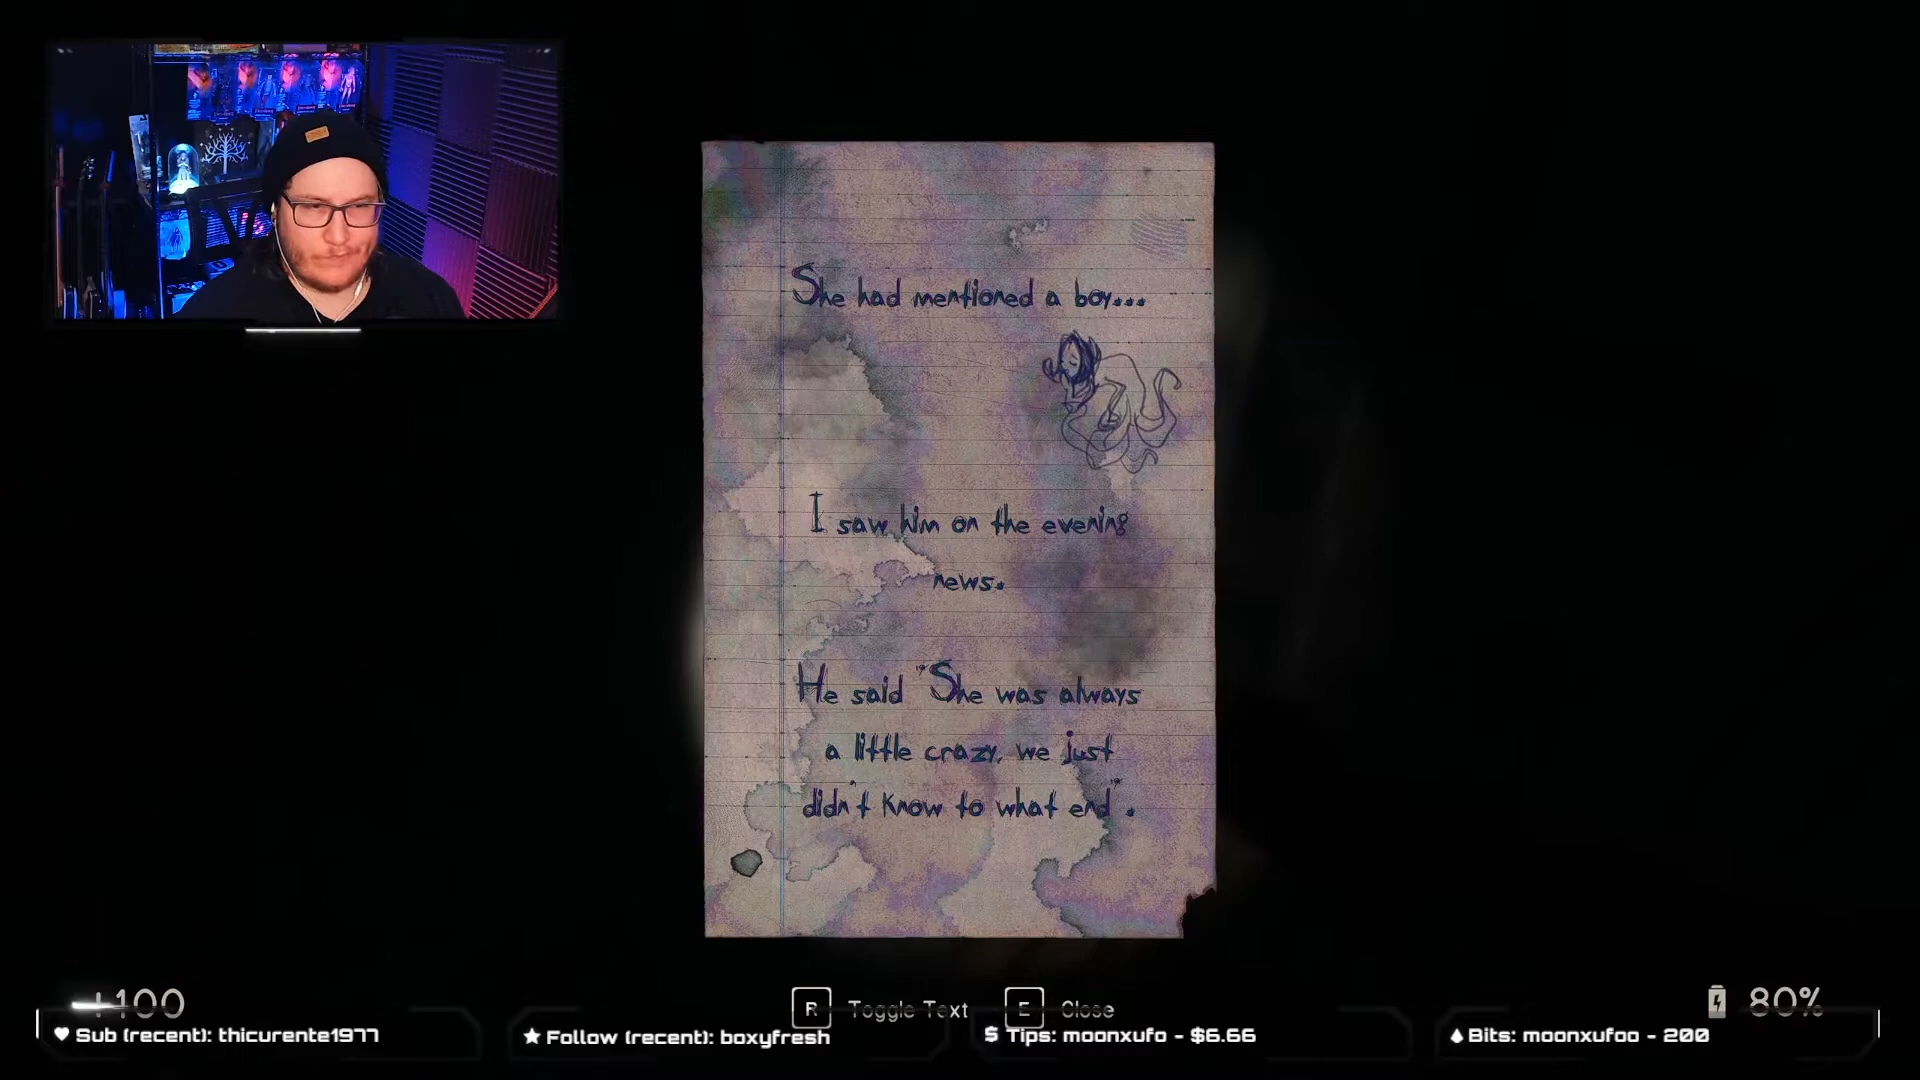 She had mentioned a boy...
I saw him on the evening
news.
He said "She was always
a little crazy, we just
didn't know to what end".
+100
R Toggle Text E Close
80%
Sub (recent): thicurente1977
Follow (recent): boxyfresh
$ Tips: moonxufo - $6.66
Bits: moonxufoo - 200